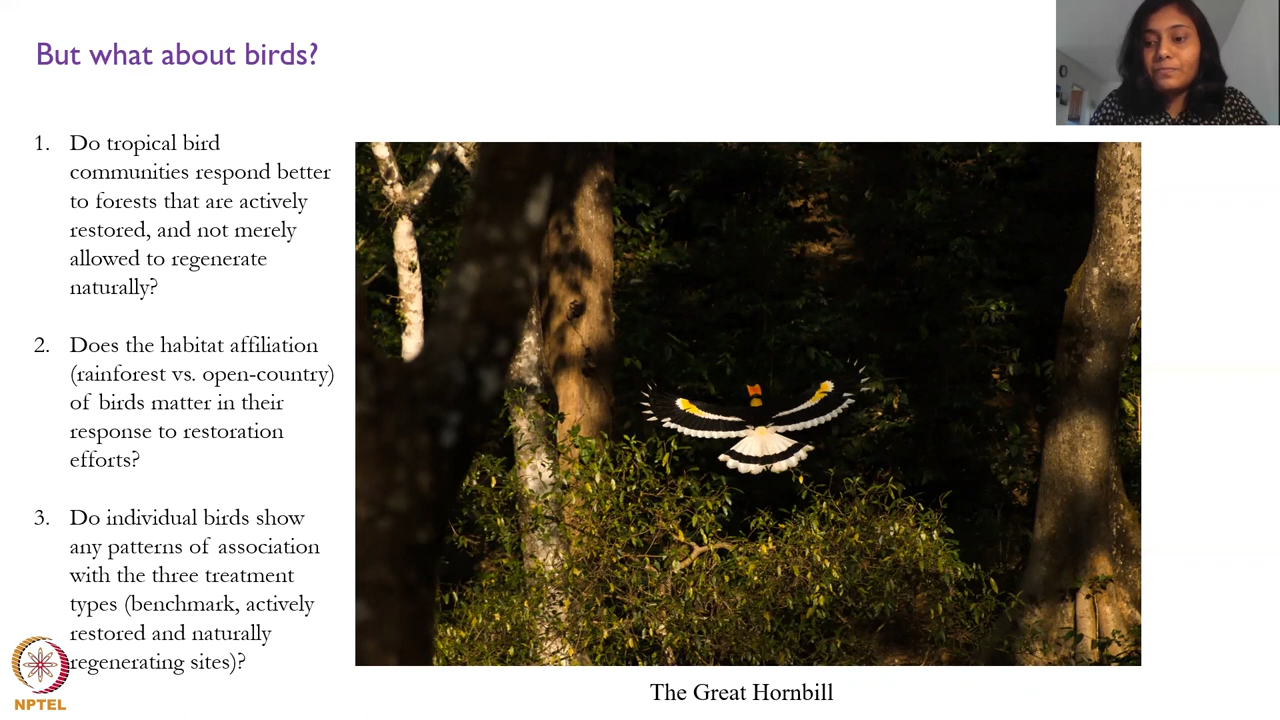 But what about birds?
1. Do tropical bird
communities respond better
to forests that are actively
restored, and not merely
allowed to regenerate
naturally?
2. Does the habitat affiliation
(rainforest vs. open-country)
of birds matter in their
response to restoration
efforts?
3. Do individual birds show
any patterns of association
with the three treatment
types (benchmark, actively
restored and naturally
regenerating sites)?
The Great Hornbill
NPTEL